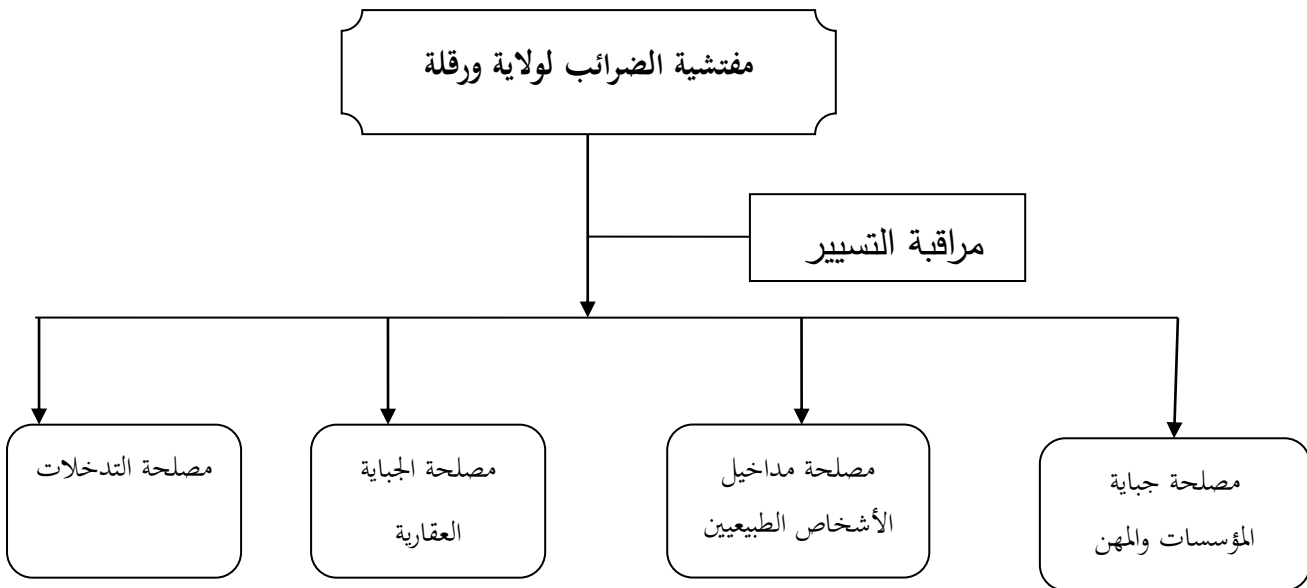 مفتشية الضرائب لولاية ورقلة
مراقبة التسيير
مصلحة جباية
المؤسسات والمهن
مصلحة مداخيل
الأشخاص الطبيعيين
مصلحة الجباية
العقارية
مصلحة التدخلات